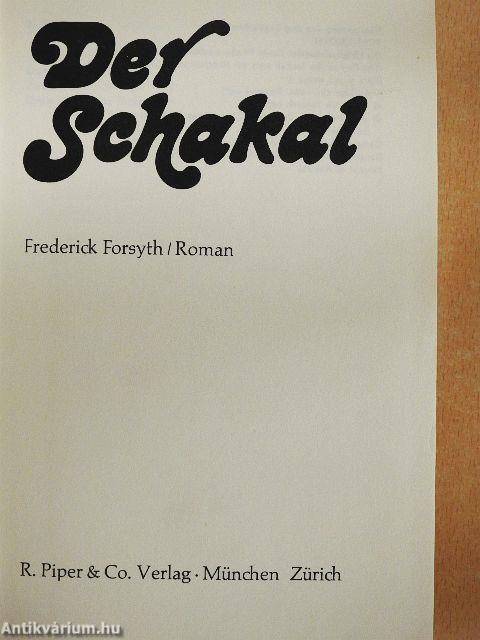 Der
Schakal
Frederick Forsyth / Roman
R. Piper & Co. Verlag · München Zürich
Antikvárium.hu